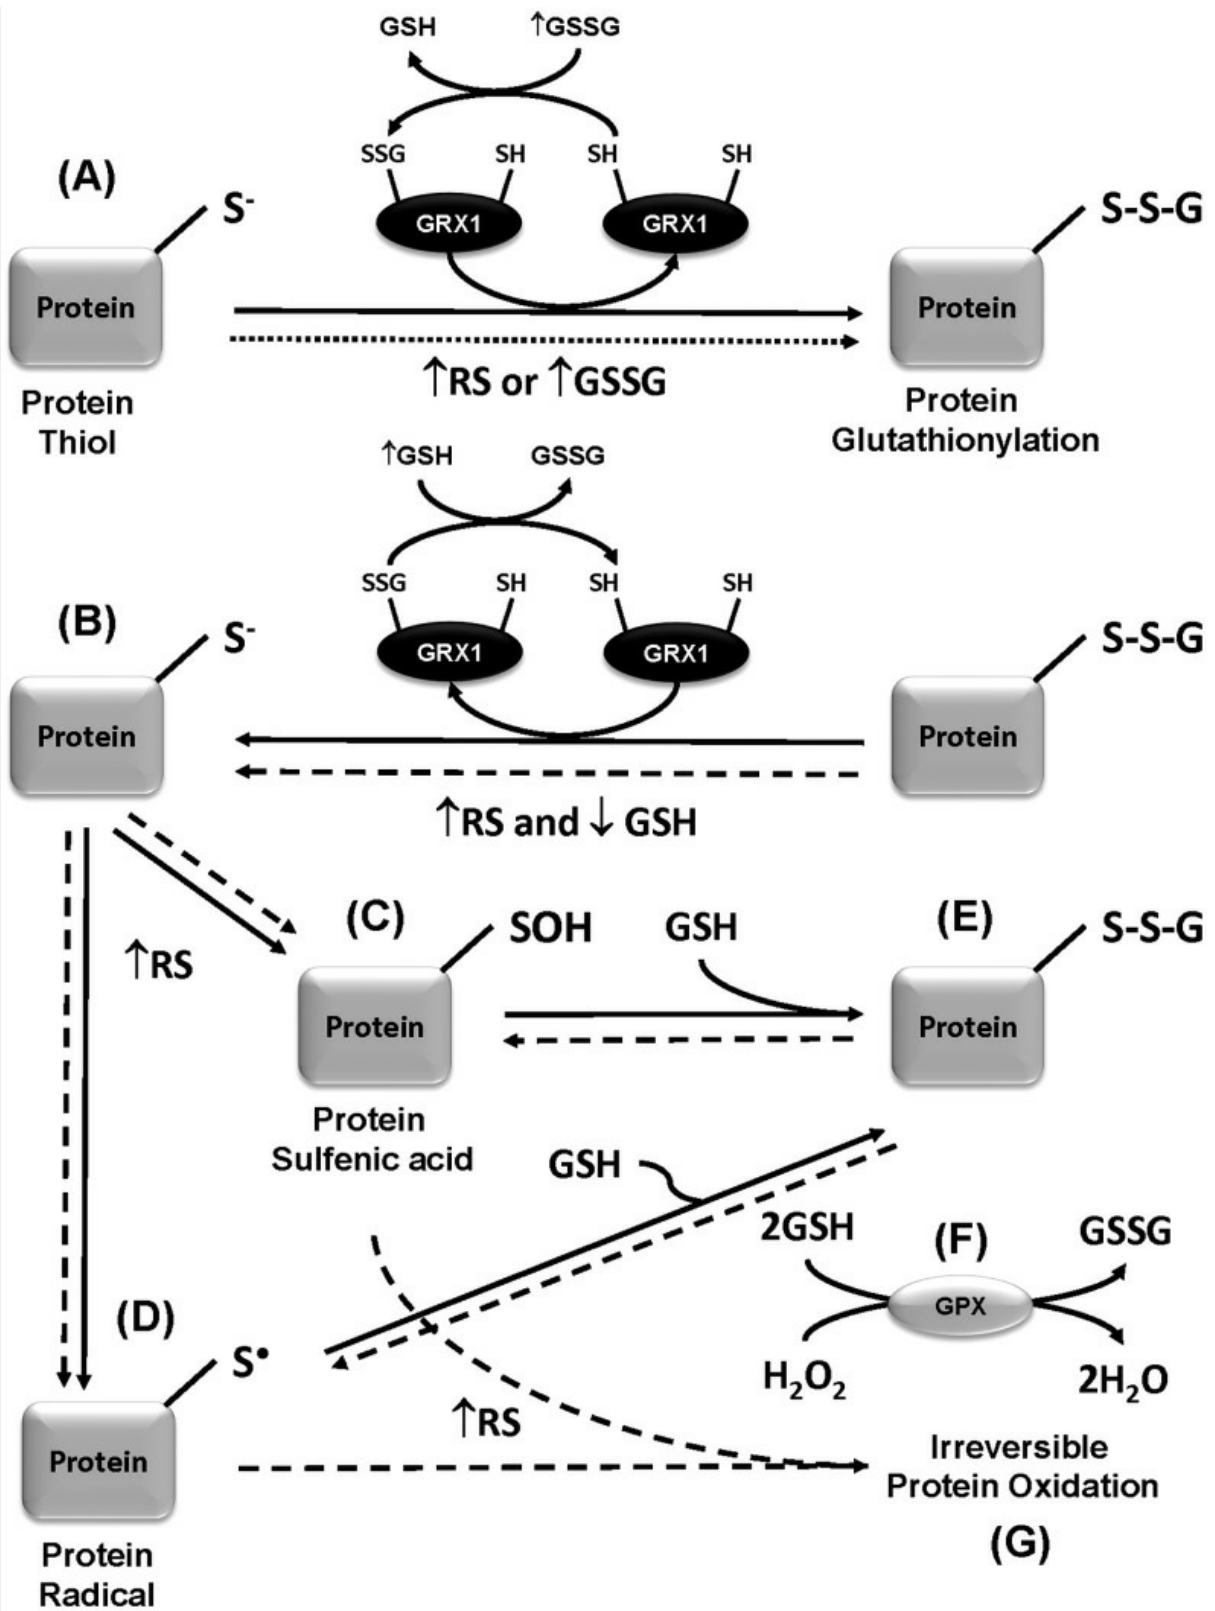 GSH ↑GSSG
SSG SH SH SH
(A)
S-
GRX1 GRX1
S-S-G
Protein
Protein
↑RS or ↑GSSG
Protein
Thiol
Protein
Glutathionylation
↑GSH GSSG
SSG SH SH SH
(B)
S-
GRX1 GRX1
S-S-G
Protein
Protein
↑RS and ↓ GSH
↑RS
(C)
SOH
GSH
(E)
S-S-G
Protein
Protein
Protein
Sulfenic acid
GSH
2GSH
(F)
GSSG
GPX
H2O2
2H2O
(D)
S•
Protein
↑RS
Irreversible
Protein Oxidation
(G)
Protein
Radical